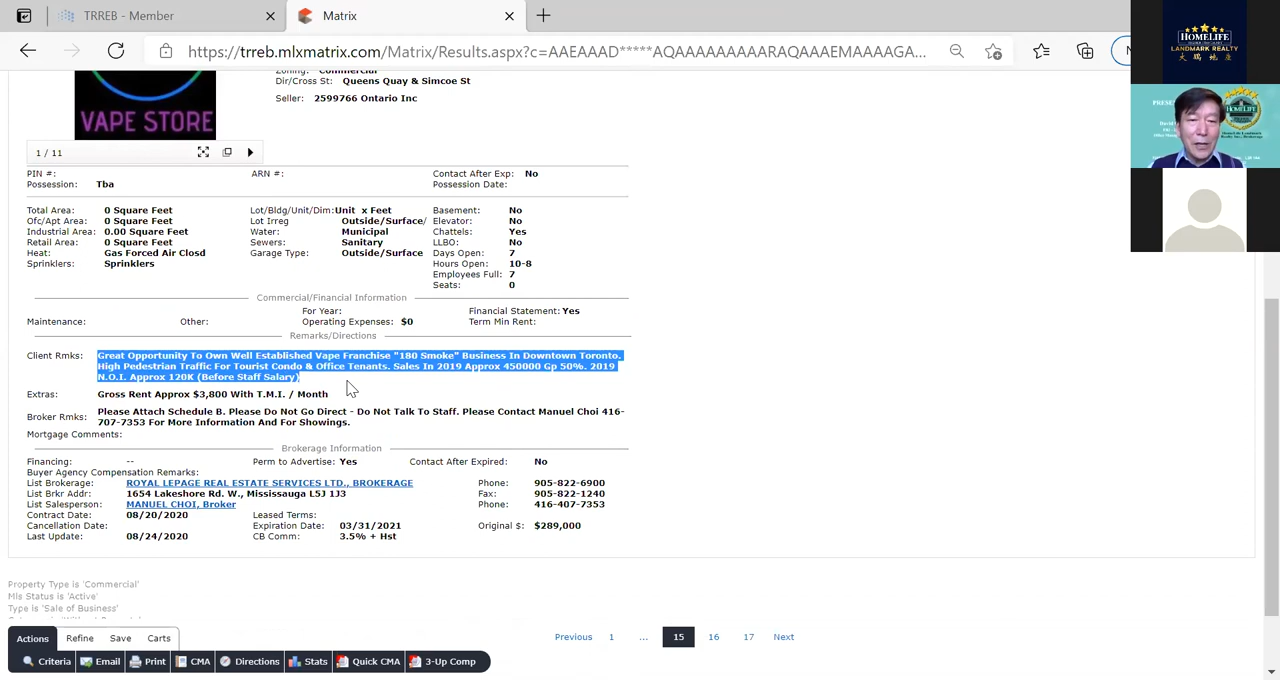 TRREB - Member
Matrix
https://trreb.mlxmatrix.com/Matrix/Results.aspx?c=AAEAAAD*****AQAAAAAAAAARAQAAAEMAAAAGA...
HOMELIFE
LANDMARK REALTY
VAPE STORE
Zoning: Commercial
Dir/Cross St: Queens Quay & Simcoe St
Seller: 2599766 Ontario Inc
1 / 11
PIN #: ARN #: Contact After Exp: No
Possession: Tba Possession Date:
Total Area: 0 Square Feet Lot/Bldg/Unit/Dim:Unit x Feet Basement: No
Ofc/Apt Area: 0 Square Feet Lot Irreg Outside/Surface/ Elevator: No
Industrial Area: 0.00 Square Feet Water: Municipal Chattels: Yes
Retail Area: 0 Square Feet Sewers: Sanitary LLBO: No
Heat: Gas Forced Air Closd Garage Type: Outside/Surface Days Open: 7
Sprinklers: Sprinklers Hours Open: 10-8
Employees Full: 7
Seats: 0
Commercial/Financial Information
For Year: Financial Statement: Yes
Maintenance: Other: Operating Expenses: $0 Term Min Rent:
Remarks/Directions
Client Rmks: Great Opportunity To Own Well Established Vape Franchise "180 Smoke" Business In Downtown Toronto.
High Pedestrian Traffic For Tourist Condo & Office Tenants. Sales In 2019 Approx 450000 Gp 50%. 2019
N.O.I. Approx 120K (Before Staff Salary)
Extras: Gross Rent Approx $3,800 With T.M.I. / Month
Broker Rmks: Please Attach Schedule B. Please Do Not Go Direct - Do Not Talk To Staff. Please Contact Manuel Choi 416-
707-7353 For More Information And For Showings.
Mortgage Comments:
Brokerage Information
Financing: -- Perm to Advertise: Yes Contact After Expired: No
Buyer Agency Compensation Remarks:
List Brokerage: ROYAL LEPAGE REAL ESTATE SERVICES LTD., BROKERAGE Phone: 905-822-6900
List Brkr Addr: 1654 Lakeshore Rd. W., Mississauga L5J 1J3 Fax: 905-822-1240
List Salesperson: MANUEL CHOI, Broker Phone: 416-407-7353
Contract Date: 08/20/2020 Leased Terms:
Cancellation Date: Expiration Date: 03/31/2021 Original $: $289,000
Last Update: 08/24/2020 CB Comm: 3.5% + Hst
Property Type is 'Commercial'
Mls Status is 'Active'
Type is 'Sale of Business'
Actions Refine Save Carts
Previous 1 ... 15 16 17 Next
Criteria Email Print CMA Directions Stats Quick CMA 3-Up Comp